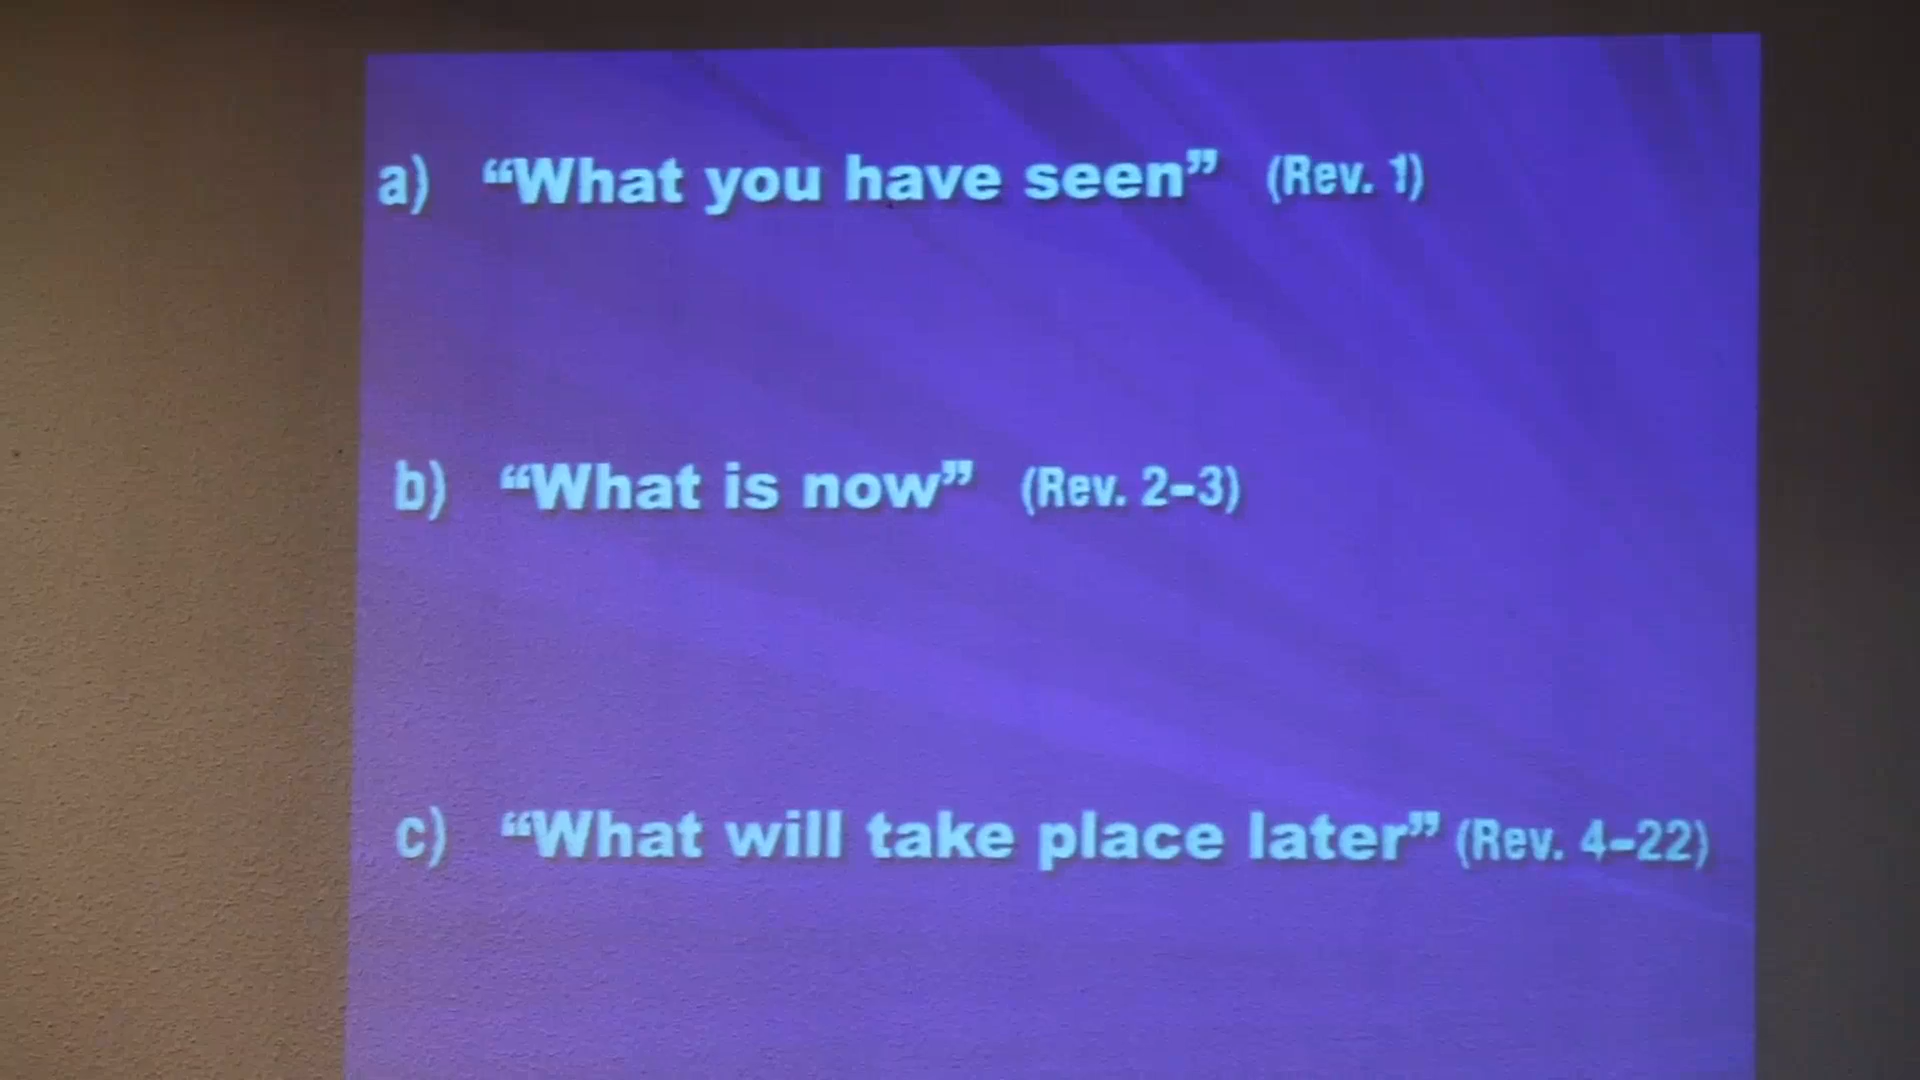 a) “What you have seen” (Rev. 1)
b) “What is now” (Rev. 2–3)
c) “What will take place later” (Rev. 4–22)